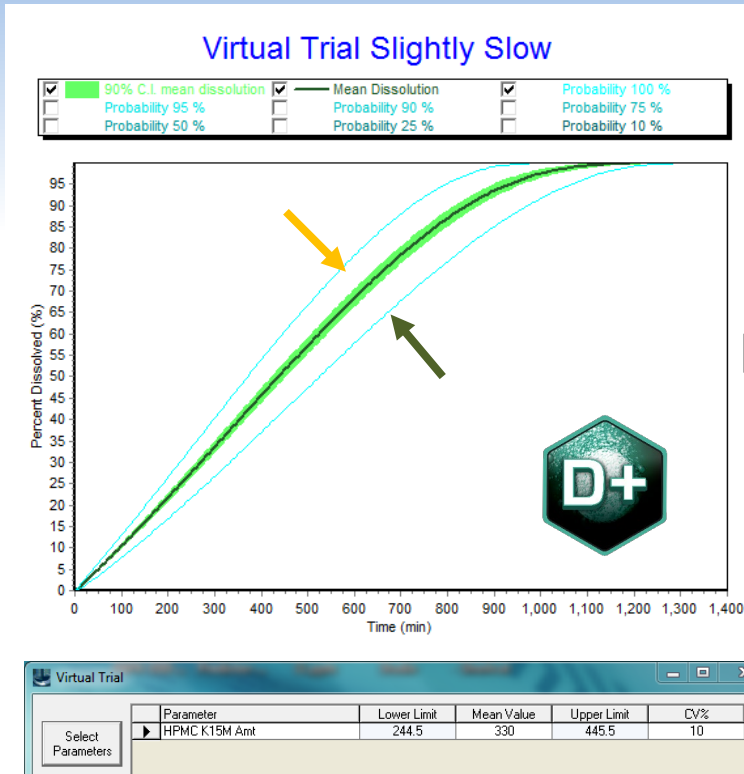 Virtual Trial Slightly Slow
90% C.I. mean dissolution Mean Dissolution Probability 100 %
Probability 95 % Probability 90 % Probability 75 %
Probability 50 % Probability 25 % Probability 10 %
95
90
85
80
75
70
65
60
55
50
45
40
35
30
25
20
15
10
5
0
Percent Dissolved (%)
D+
0 100 200 300 400 500 600 700 800 900 1,000 1,100 1,200 1,300 1,400
Time (min)
Virtual Trial
Parameter Lower Limit Mean Value Upper Limit CV%
HPMC K15M Amt 244.5 330 445.5 10
Select
Parameters